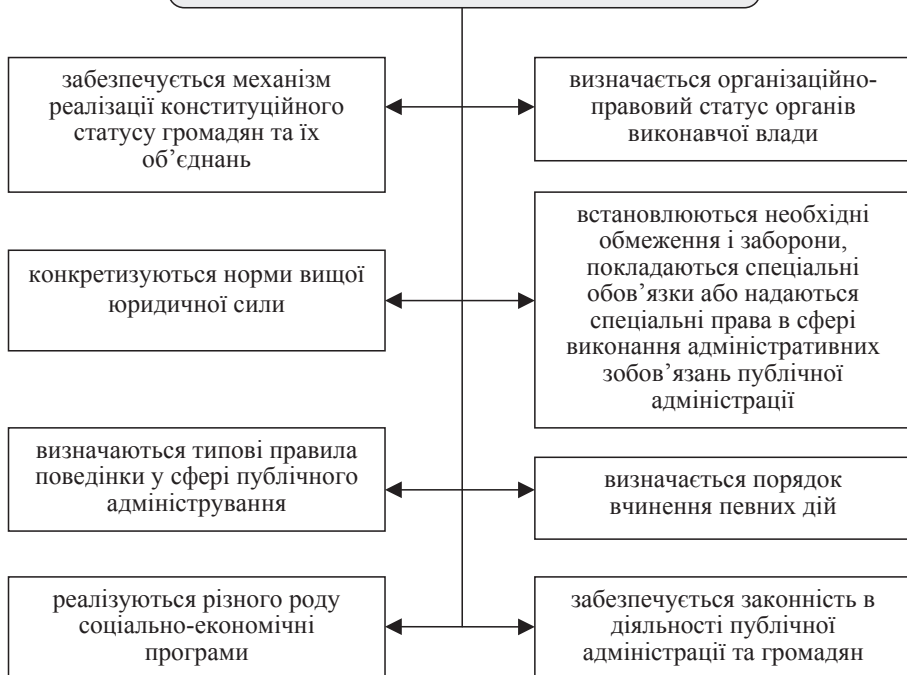 забезпечується механізм
реалізації конституційного
статусу громадян та їх
об’єднань
визначається організаційно-
правовий статус органів
виконавчої влади
конкретизуються норми вищої
юридичної сили
встановлюються необхідні
обмеження і заборони,
покладаються спеціальні
обов’язки або надаються
спеціальні права в сфері
виконання адміністративних
зобов’язань публічної
адміністрації
визначаються типові правила
поведінки у сфері публічного
адміністрування
визначається порядок
вчинення певних дій
реалізуються різного роду
соціально-економічні
програми
забезпечується законність в
діяльності публічної
адміністрації та громадян